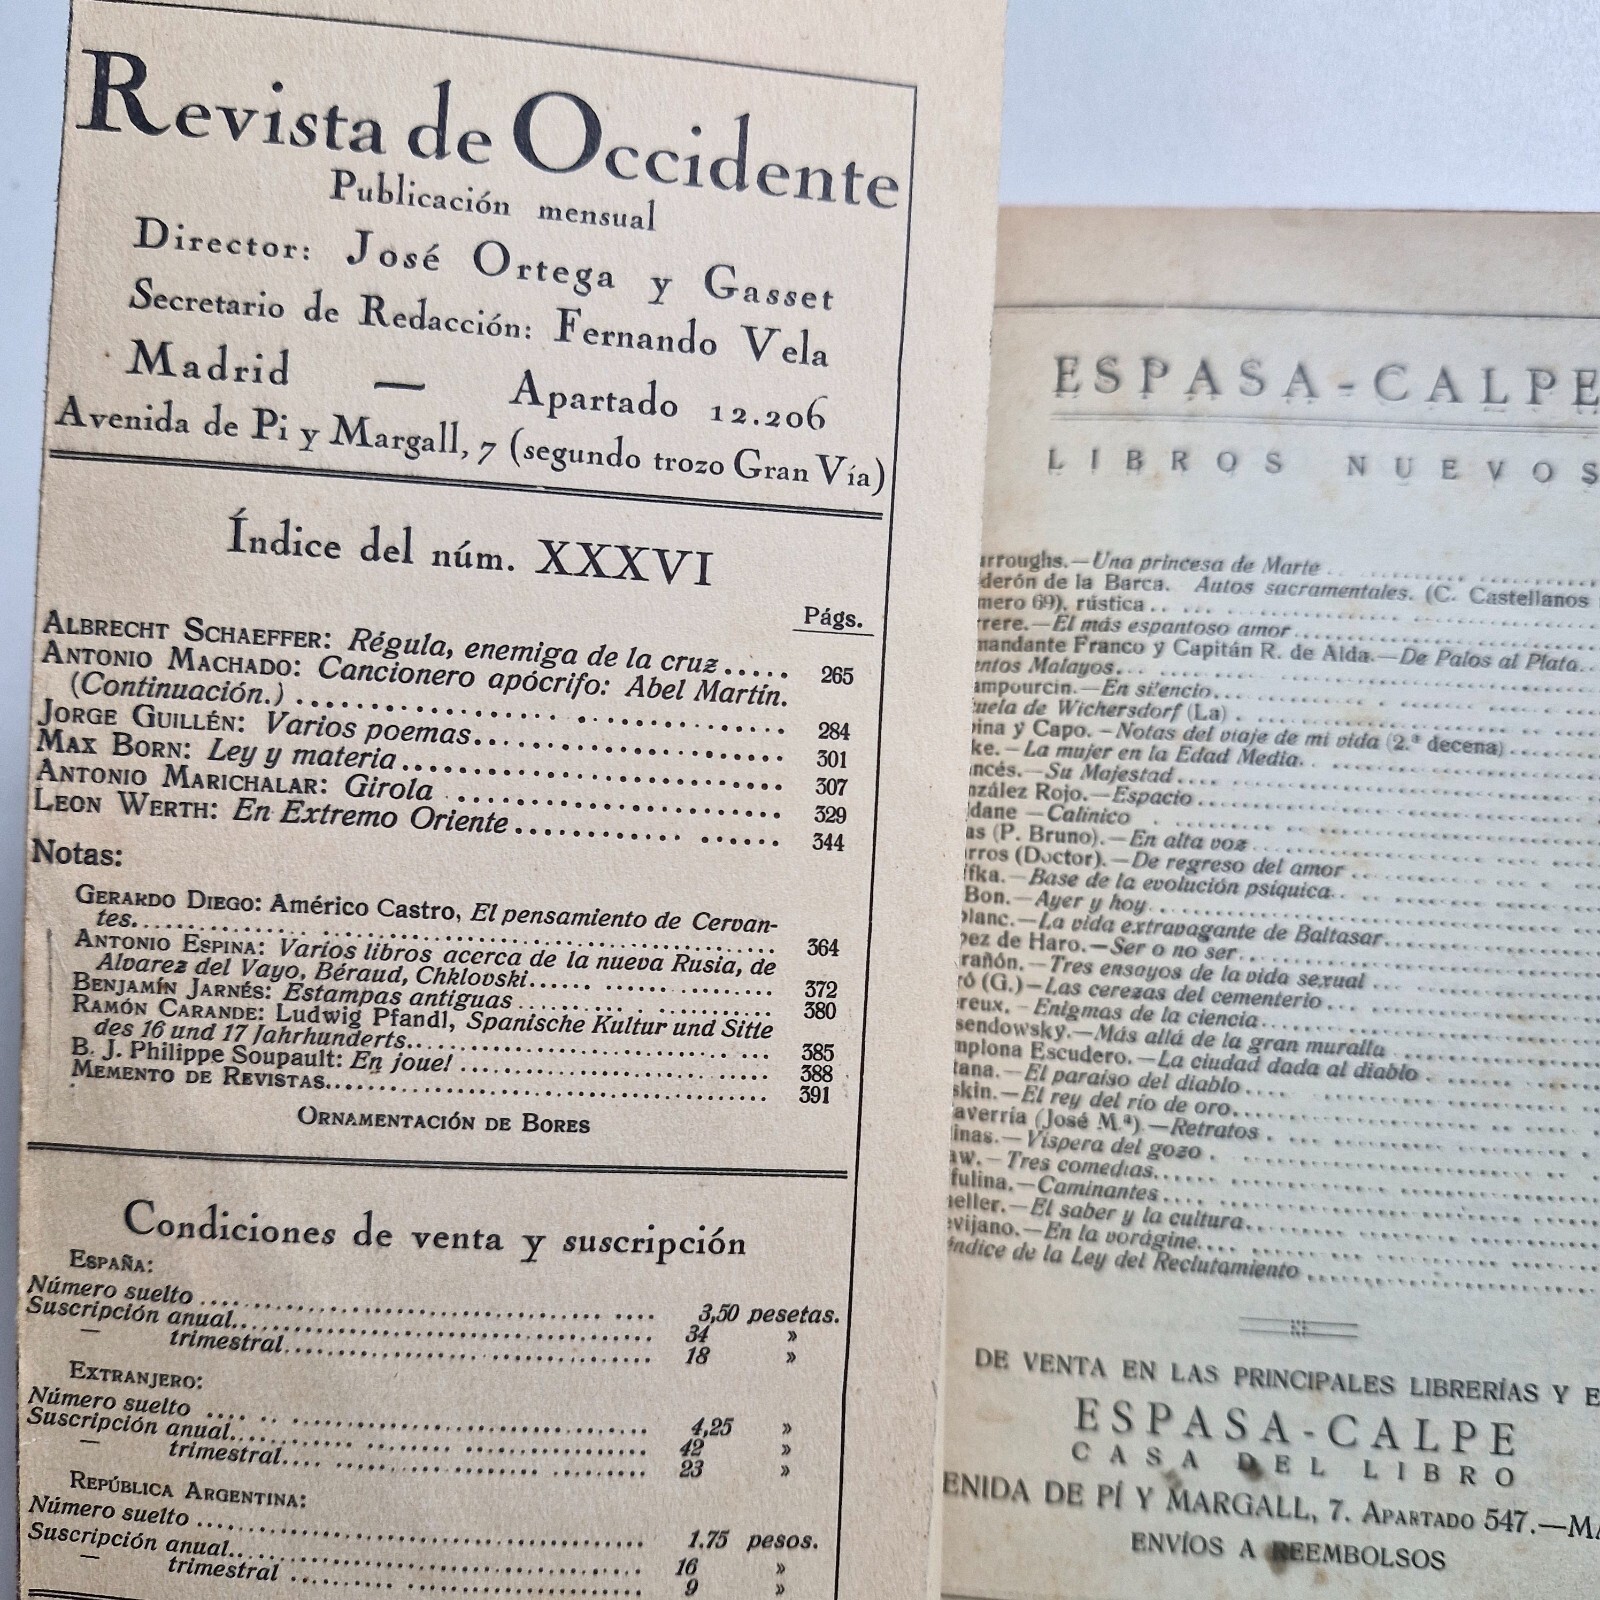 Revista de Occidente
Publicación mensual
Director: José Ortega y Gasset
Secretario de Redacción: Fernando Vela
Madrid — Apartado 12.206
Avenida de Pi y Margall, 7 (segundo trozo Gran Vía)
Índice del núm. XXXVI
Págs.
ALBRECHT SCHAEFFER: Régula, enemiga de la cruz..... 265
ANTONIO MACHADO: Cancionero apócrifo: Abel Martín.
(Continuación.) .......... 284
JORGE GUILLÉN: Varios poemas.......... 301
MAX BORN: Ley y materia.......... 307
ANTONIO MARICHALAR: Girola .......... 329
LEON WERTH: En Extremo Oriente.......... 344
Notas:
GERARDO DIEGO: Américo Castro, El pensamiento de Cervan-
tes.......... 364
ANTONIO ESPINA: Varios libros acerca de la nueva Rusia, de
Alvarez del Vayo, Béraud, Chklovski.......... 372
BENJAMÍN JARNÉS: Estampas antiguas.......... 380
RAMÓN CARANDE: Ludwig Pfandl, Spanische Kultur und Sitte
des 16 und 17 Jahrhunderts.......... 385
B. J. Philippe Soupault: En joue! .......... 388
MEMENTO DE REVISTAS.......... 391
ORNAMENTACIÓN DE BORES
Condiciones de venta y suscripción
ESPAÑA:
Número suelto .......... 3,50 pesetas.
Suscripción anual.......... 34 »
— trimestral.......... 18 »
EXTRANJERO:
Número suelto .......... 4,25 »
Suscripción anual.......... 42 »
— trimestral.......... 23 »
REPÚBLICA ARGENTINA:
Número suelto .......... 1.75 pesos.
Suscripción anual.......... 16 »
— trimestral .......... 9 »
ESPASA-CALPE
LIBROS NUEVOS
rroughs.—Una princesa de Marte ..........
derón de la Barca. Autos sacramentales. (C. Castellanos
mero 69), rústica ..........
rrere.—El más espantoso amor..........
mandante Franco y Capitán R. de Alda.—De Palos al Plata..
entos Malayos..........
ampourcin.—En silencio..........
uela de Wichersdorf (La) ..........
ina y Capo.—Notas del viaje de mi vida (2.ª decena) ..........
ke.—La mujer en la Edad Media..........
ncés.—Su Majestad..........
nzález Rojo.—Espacio..........
dane—Calinico ..........
as (P. Bruno).—En alta voz..........
rros (Doctor).—De regreso del amor..........
fka.—Base de la evolución psíquica..........
Bon.—Ayer y hoy..........
blanc.—La vida extravagante de Baltasar..........
pez de Haro.—Ser o no ser..........
rañón.—Tres ensayos de la vida sexual..........
ró (G.)—Las cerezas del cementerio..........
reux.—Enigmas de la ciencia..........
sendowsky.—Más allá de la gran muralla..........
mplona Escudero.—La ciudad dada al diablo..........
tana.—El paraiso del diablo..........
skin.—El rey del río de oro..........
averría (José M.ª)—Retratos..........
inas.—Víspera del gozo..........
aw.—Tres comedias..........
fulina.—Caminantes..........
heller.—El saber y la cultura..........
evijano.—En la vorágine..........
éndice de la Ley del Reclutamiento..........
DE VENTA EN LAS PRINCIPALES LIBRERÍAS Y E
ESPASA-CALPE
CASA DEL LIBRO
ENIDA DE PÍ Y MARGALL, 7. APARTADO 547.—MA
ENVÍOS A REEMBOLSOS